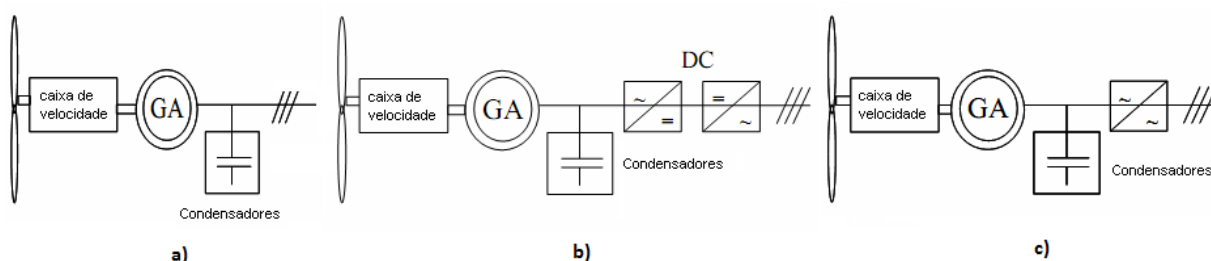 caixa de
velocidade
GA
Condensadores
a)
caixa de
velocidade
GA
DC
~
=
=
~
Condensadores
b)
caixa de
velocidade
GA
~
~
Condensadores
c)